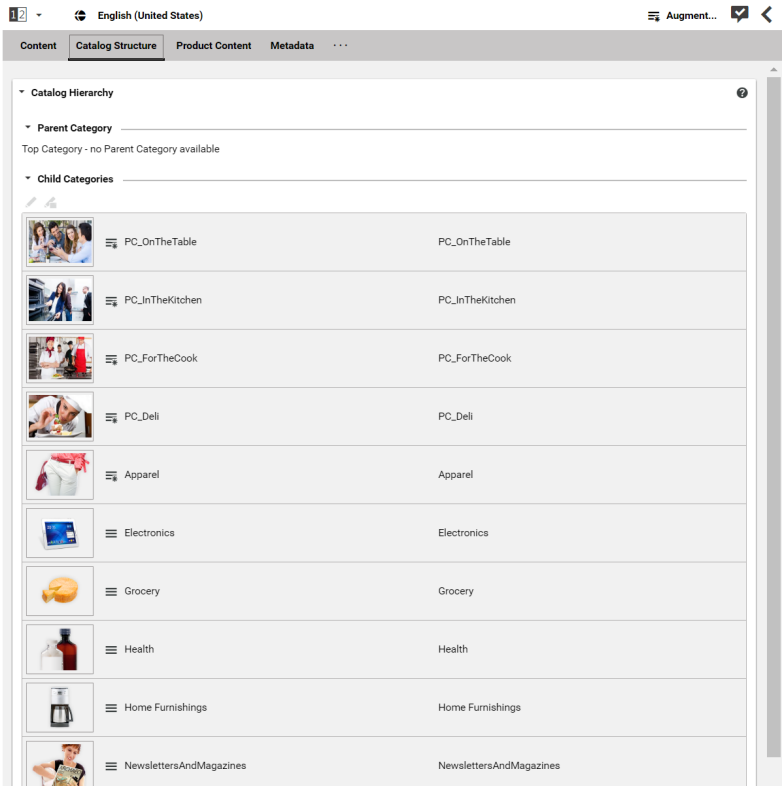 12 English (United States) Augment...
Content Catalog Structure Product Content Metadata ...
Catalog Hierarchy
Parent Category
Top Category - no Parent Category available
Child Categories
PC_OnTheTable PC_OnTheTable
PC_InTheKitchen PC_InTheKitchen
PC_ForTheCook PC_ForTheCook
PC_Deli PC_Deli
Apparel Apparel
Electronics Electronics
Grocery Grocery
Health Health
Home Furnishings Home Furnishings
NewslettersAndMagazines NewslettersAndMagazines